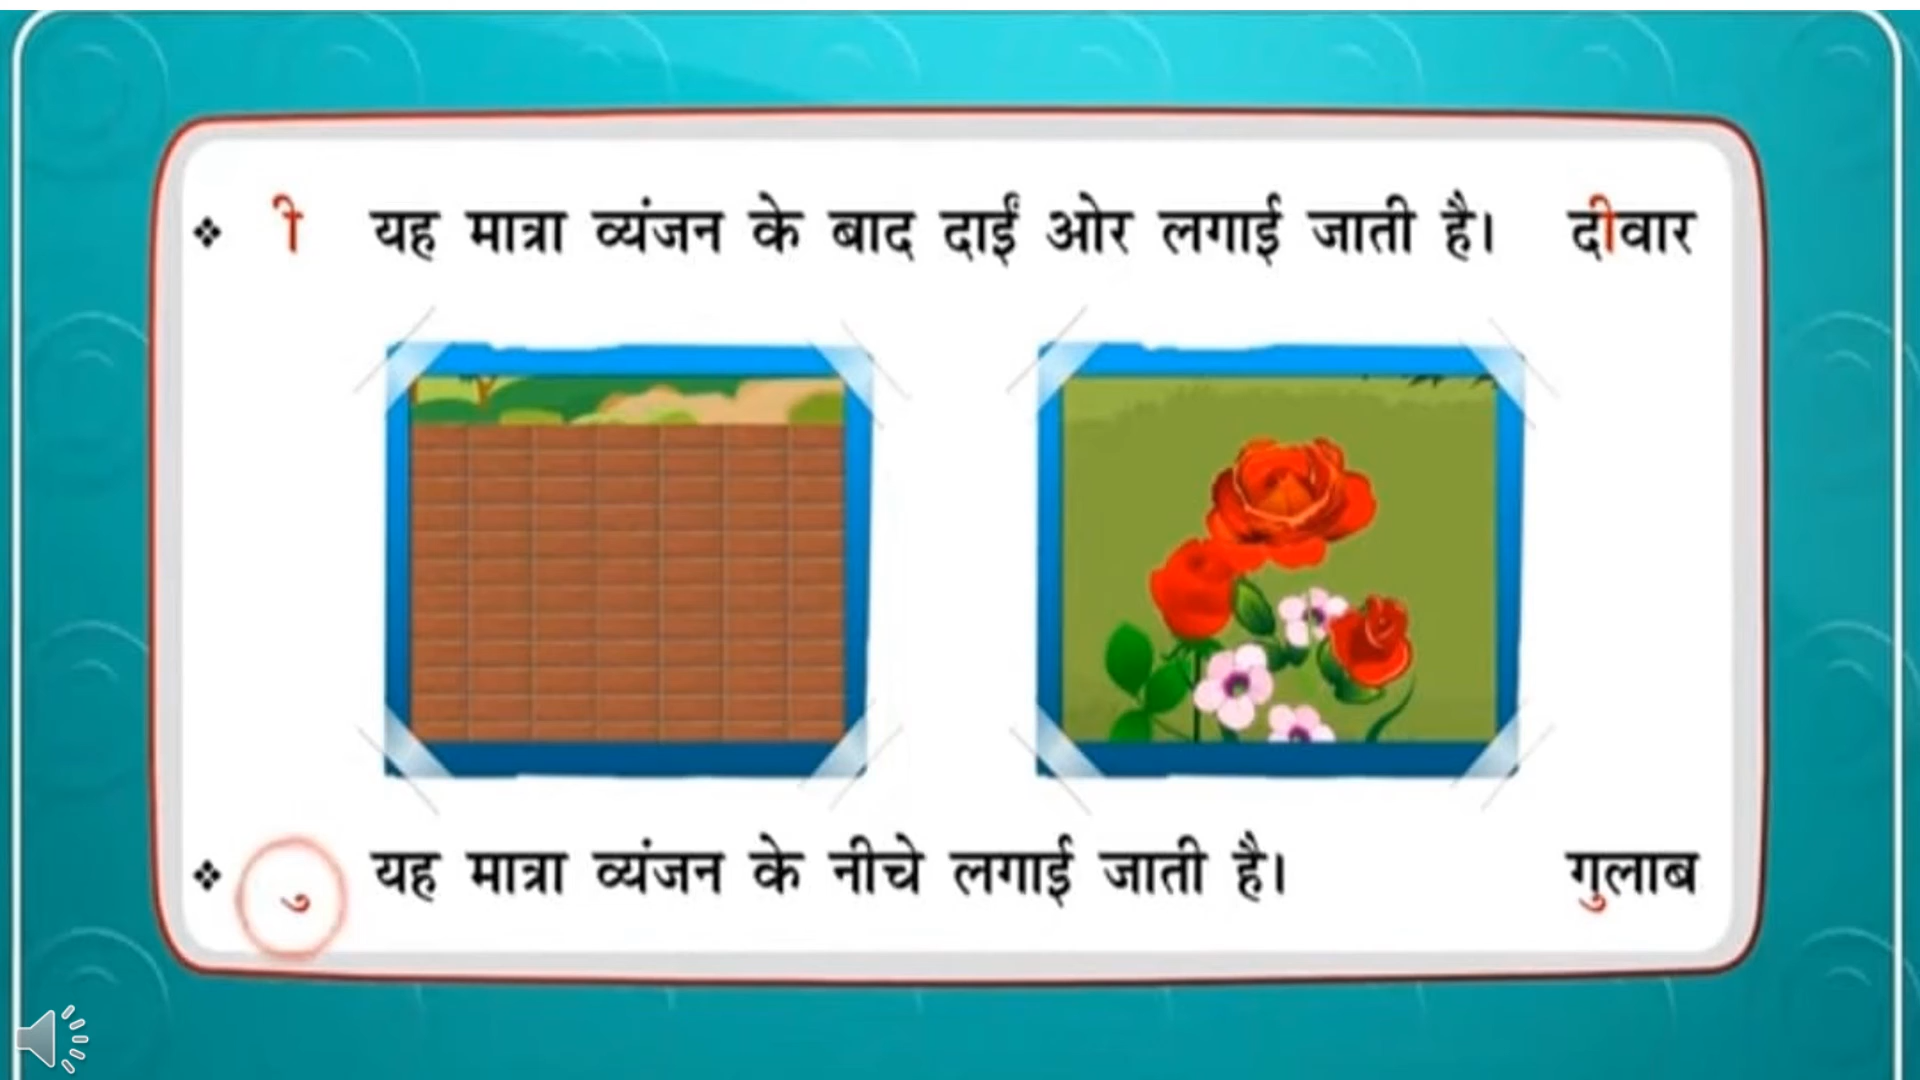 ❖ ी यह मात्रा व्यंजन के बाद दाईं ओर लगाई जाती है। दीवार
❖ ु यह मात्रा व्यंजन के नीचे लगाई जाती है। गुलाब